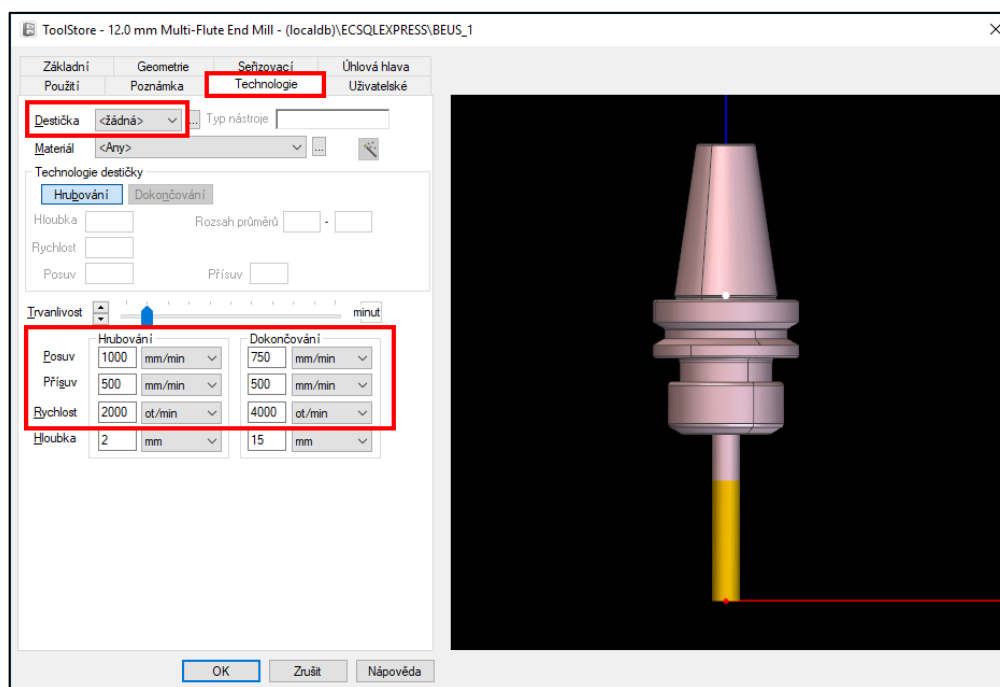 ToolStore - 12.0 mm Multi-Flute End Mill - (localdb)\ECSQLEXPRESS\BEUS_1
Základní Geometrie Seřizovací Úhlová hlava
Použití Poznámka Technologie Uživatelské
Destička <žádná> ... Typ nástroje
Materiál <Any> ...
Technologie destičky
Hrubování Dokončování
Hloubka Rozsah průměrů -
Rychlost
Posuv Přísuv
Trvanlivost minut
Hrubování Dokončování
Posuv 1000 mm/min 750 mm/min
Přísuv 500 mm/min 500 mm/min
Rychlost 2000 ot/min 4000 ot/min
Hloubka 2 mm 15 mm
OK Zrušit Nápověda